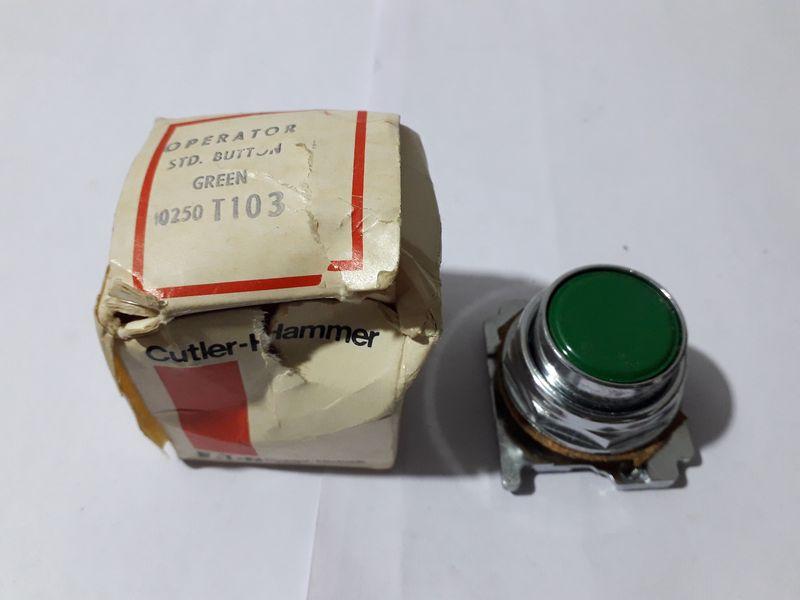 OPERATOR
STD. BUTTON
GREEN
10250 T103
Cutler-Hammer